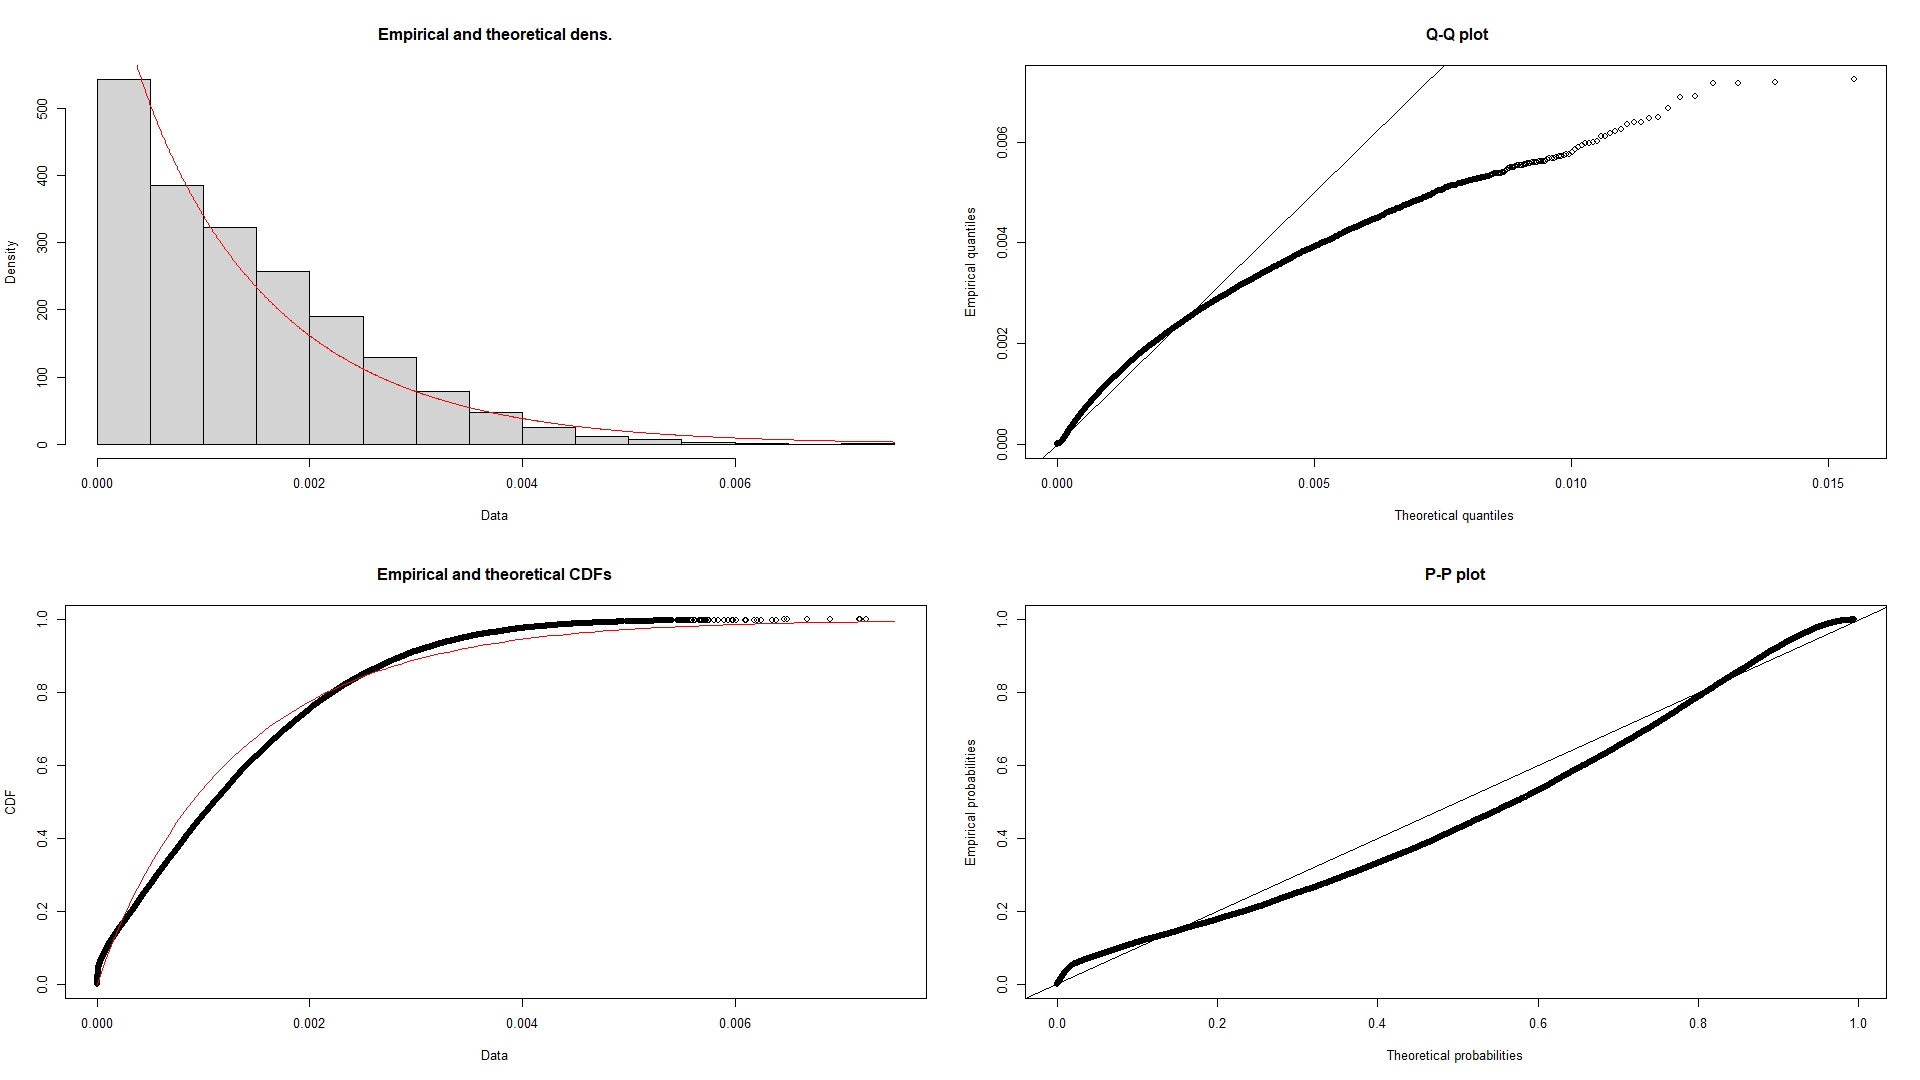 Empirical and theoretical dens.
Density
0 100 200 300 400 500
0.000 0.002 0.004 0.006
Data
Q-Q plot
Empirical quantiles
0.000 0.002 0.004 0.006
0.000 0.005 0.010 0.015
Theoretical quantiles
Empirical and theoretical CDFs
CDF
0.0 0.2 0.4 0.6 0.8 1.0
0.000 0.002 0.004 0.006
Data
P-P plot
Empirical probabilities
0.0 0.2 0.4 0.6 0.8 1.0
0.0 0.2 0.4 0.6 0.8 1.0
Theoretical probabilities